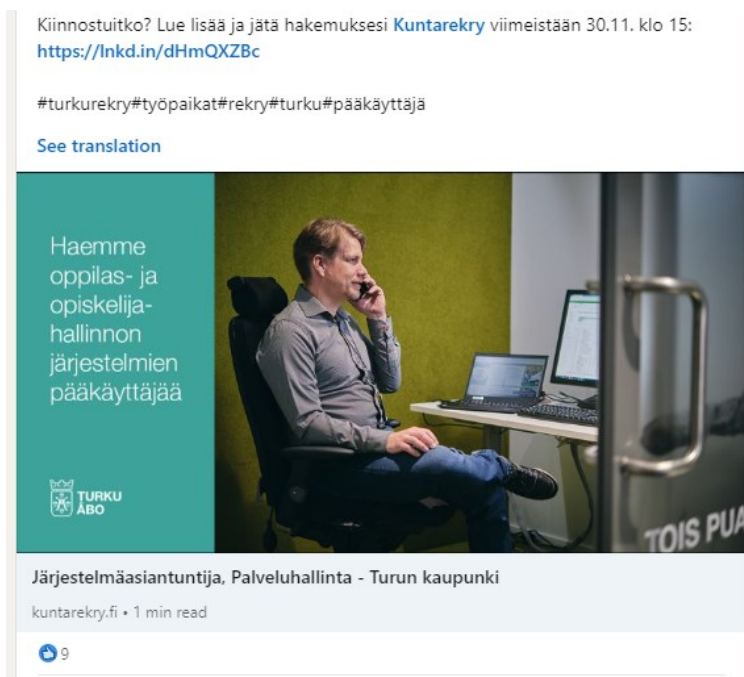 Kiinnostuitko? Lue lisää ja jätä hakemuksesi Kuntarekry viimeistään 30.11. klo 15:
https://lnkd.in/dHmQXZBc
#turkurekry#työpaikat#rekry#turku#pääkäyttäjä
See translation
Haemme
oppilas- ja
opiskelija-
hallinnon
järjestelmien
pääkäyttäjää
TURKU
ÅBO
TOIS PUA
Järjestelmäasiantuntija, Palveluhallinta - Turun kaupunki
kuntarekry.fi • 1 min read
9